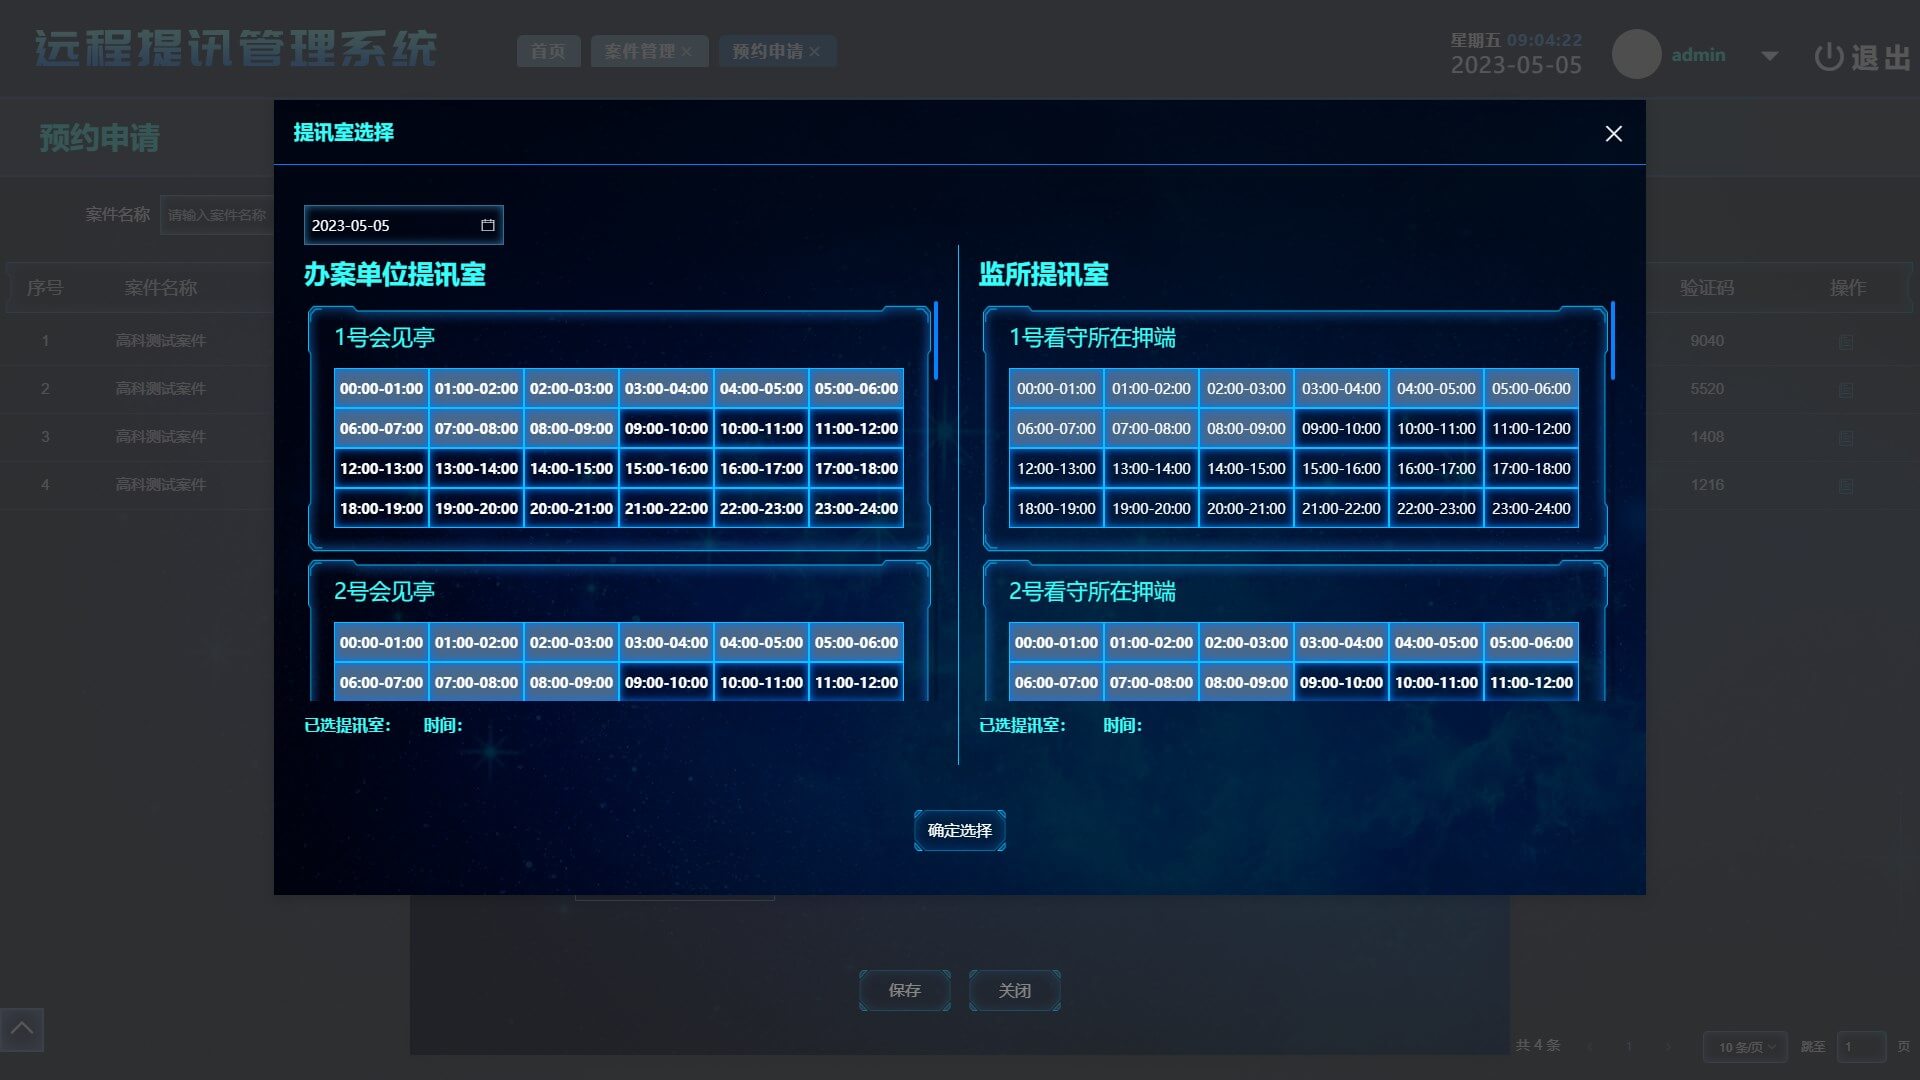 远程提讯管理系统
首页 案件管理 × 预约申请 ×
星期五 09:04:22
2023-05-05
admin
退出
预约申请
案件名称 请输入案件名称
序号 案件名称 验证码 操作
1 高科测试案件 9040
2 高科测试案件 5520
3 高科测试案件 1408
4 高科测试案件 1216
提讯室选择
2023-05-05
办案单位提讯室
1号会见亭
00:00-01:00 01:00-02:00 02:00-03:00 03:00-04:00 04:00-05:00 05:00-06:00
06:00-07:00 07:00-08:00 08:00-09:00 09:00-10:00 10:00-11:00 11:00-12:00
12:00-13:00 13:00-14:00 14:00-15:00 15:00-16:00 16:00-17:00 17:00-18:00
18:00-19:00 19:00-20:00 20:00-21:00 21:00-22:00 22:00-23:00 23:00-24:00
2号会见亭
00:00-01:00 01:00-02:00 02:00-03:00 03:00-04:00 04:00-05:00 05:00-06:00
06:00-07:00 07:00-08:00 08:00-09:00 09:00-10:00 10:00-11:00 11:00-12:00
已选提讯室： 时间：
监所提讯室
1号看守所在押端
00:00-01:00 01:00-02:00 02:00-03:00 03:00-04:00 04:00-05:00 05:00-06:00
06:00-07:00 07:00-08:00 08:00-09:00 09:00-10:00 10:00-11:00 11:00-12:00
12:00-13:00 13:00-14:00 14:00-15:00 15:00-16:00 16:00-17:00 17:00-18:00
18:00-19:00 19:00-20:00 20:00-21:00 21:00-22:00 22:00-23:00 23:00-24:00
2号看守所在押端
00:00-01:00 01:00-02:00 02:00-03:00 03:00-04:00 04:00-05:00 05:00-06:00
06:00-07:00 07:00-08:00 08:00-09:00 09:00-10:00 10:00-11:00 11:00-12:00
已选提讯室： 时间：
确定选择
保存 关闭
共 4 条 1 10 条/页 跳至 1 页